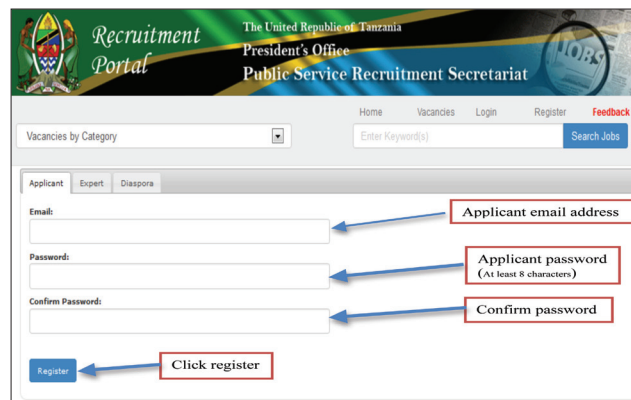 Recruitment
Portal
The United Republic of Tanzania
President's Office
Public Service Recruitment Secretariat
JOBS
Home Vacancies Login Register Feedback
Vacancies by Category
Enter Keyword(s)
Search Jobs
Applicant Expert Diaspora
Email:
Applicant email address
Password:
Applicant password
(At least 8 characters)
Confirm Password:
Confirm password
Register
Click register